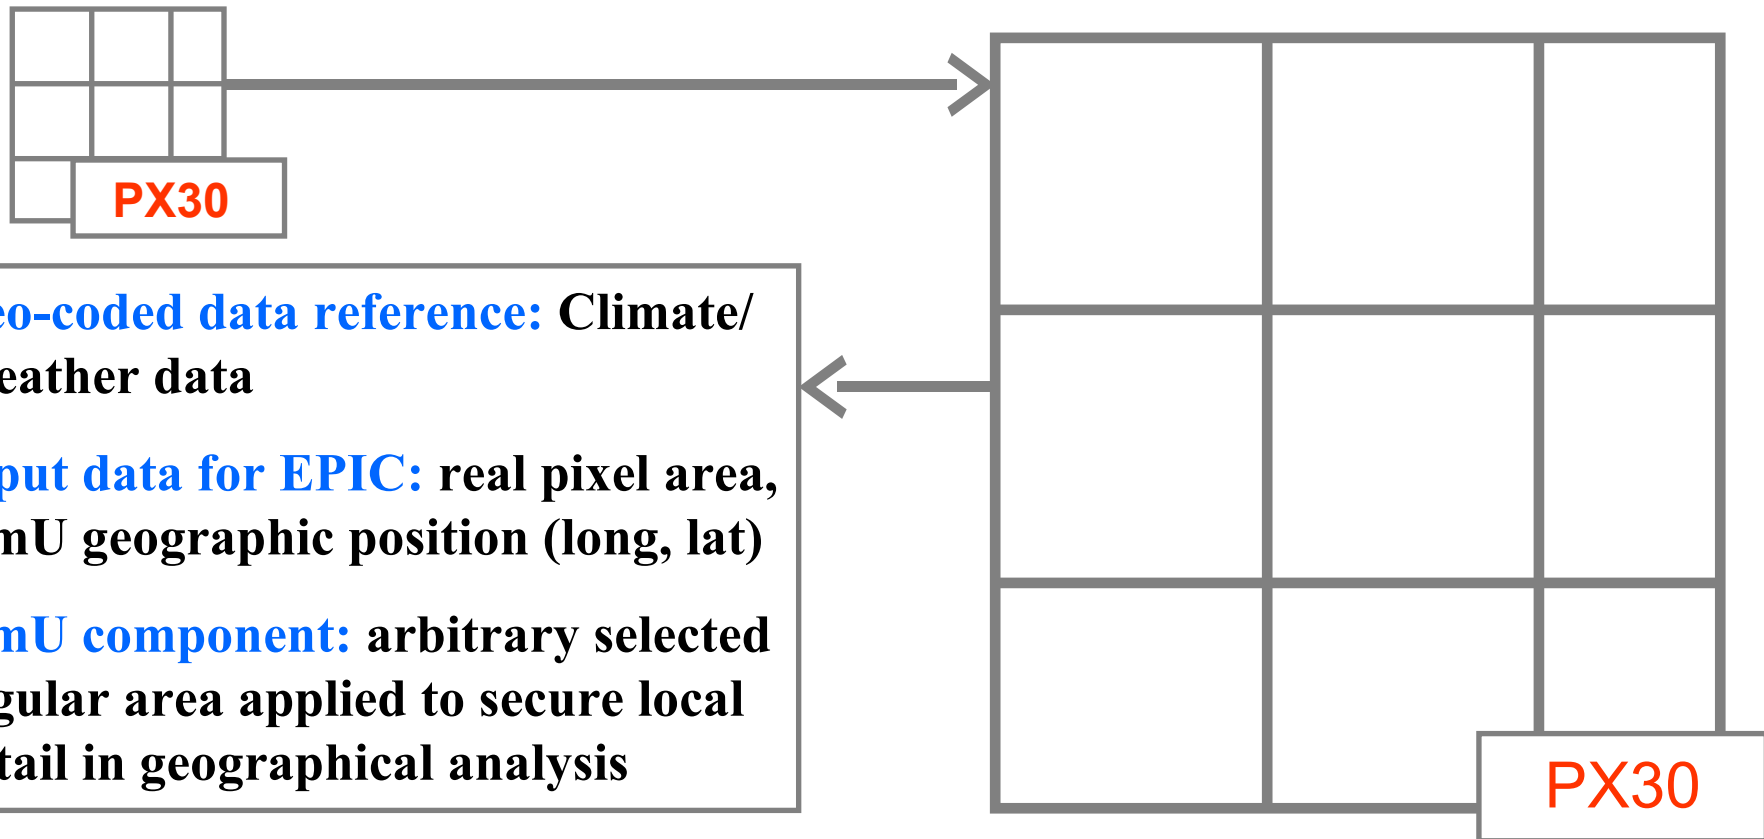 PX30
eo-coded data reference: Climate/
eather data
put data for EPIC: real pixel area,
mU geographic position (long, lat)
mU component: arbitrary selected
gular area applied to secure local
tail in geographical analysis
PX30